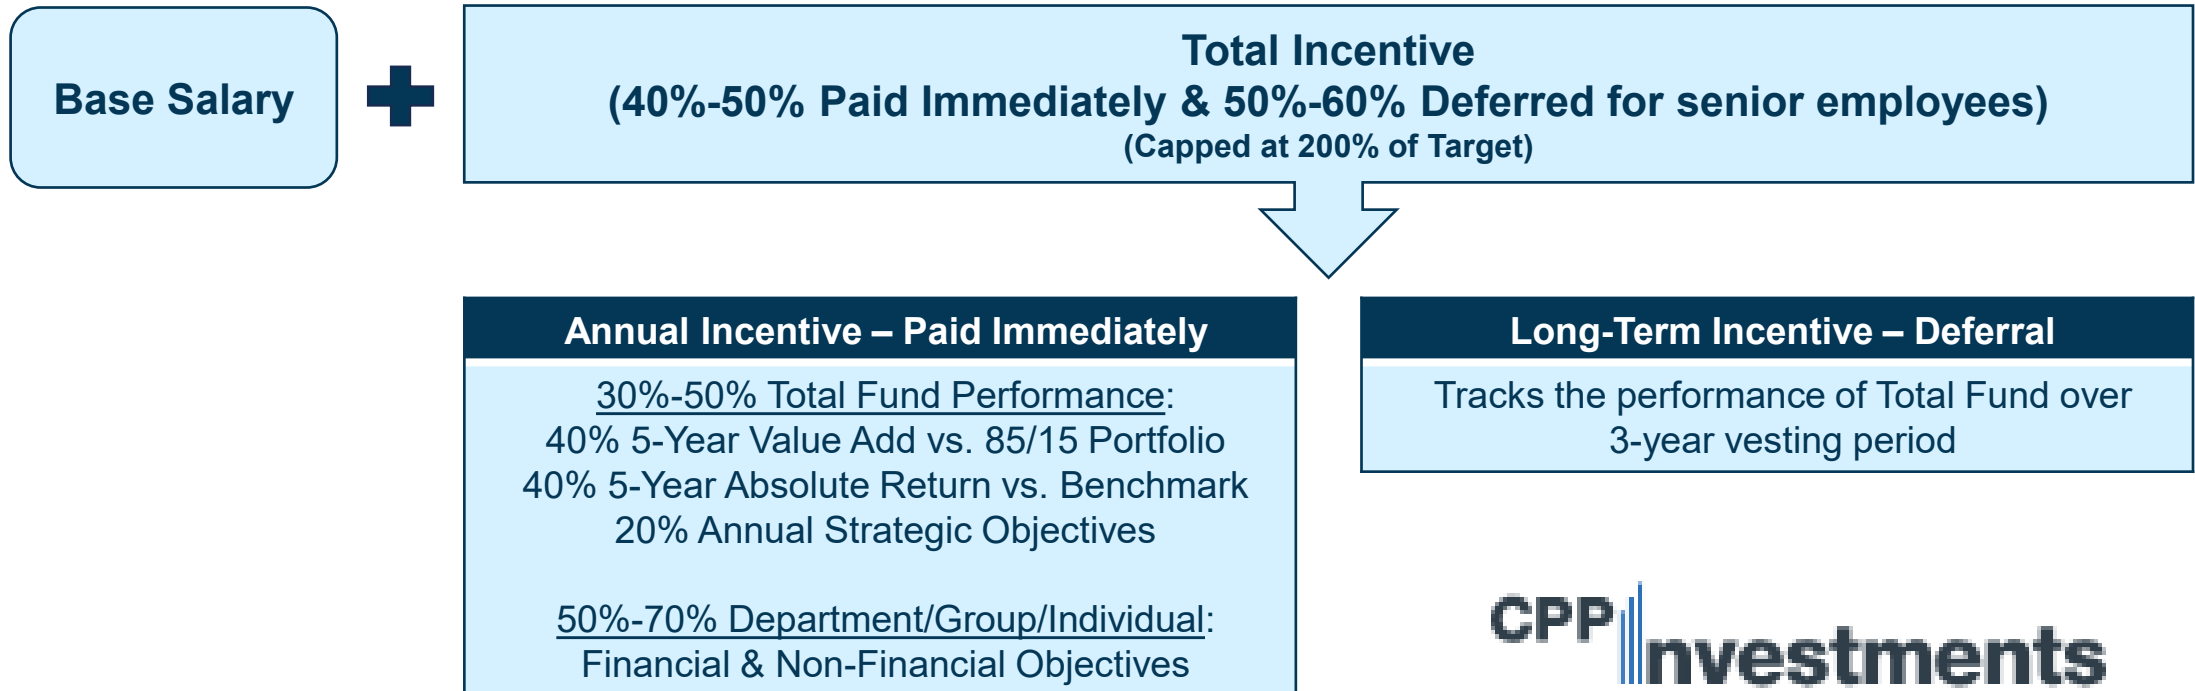 Base Salary
Total Incentive
(40%-50% Paid Immediately & 50%-60% Deferred for senior employees)
(Capped at 200% of Target)
Annual Incentive – Paid Immediately
30%-50% Total Fund Performance:
40% 5-Year Value Add vs. 85/15 Portfolio
40% 5-Year Absolute Return vs. Benchmark
20% Annual Strategic Objectives
50%-70% Department/Group/Individual:
Financial & Non-Financial Objectives
Long-Term Incentive – Deferral
Tracks the performance of Total Fund over
3-year vesting period
CPP
Investments